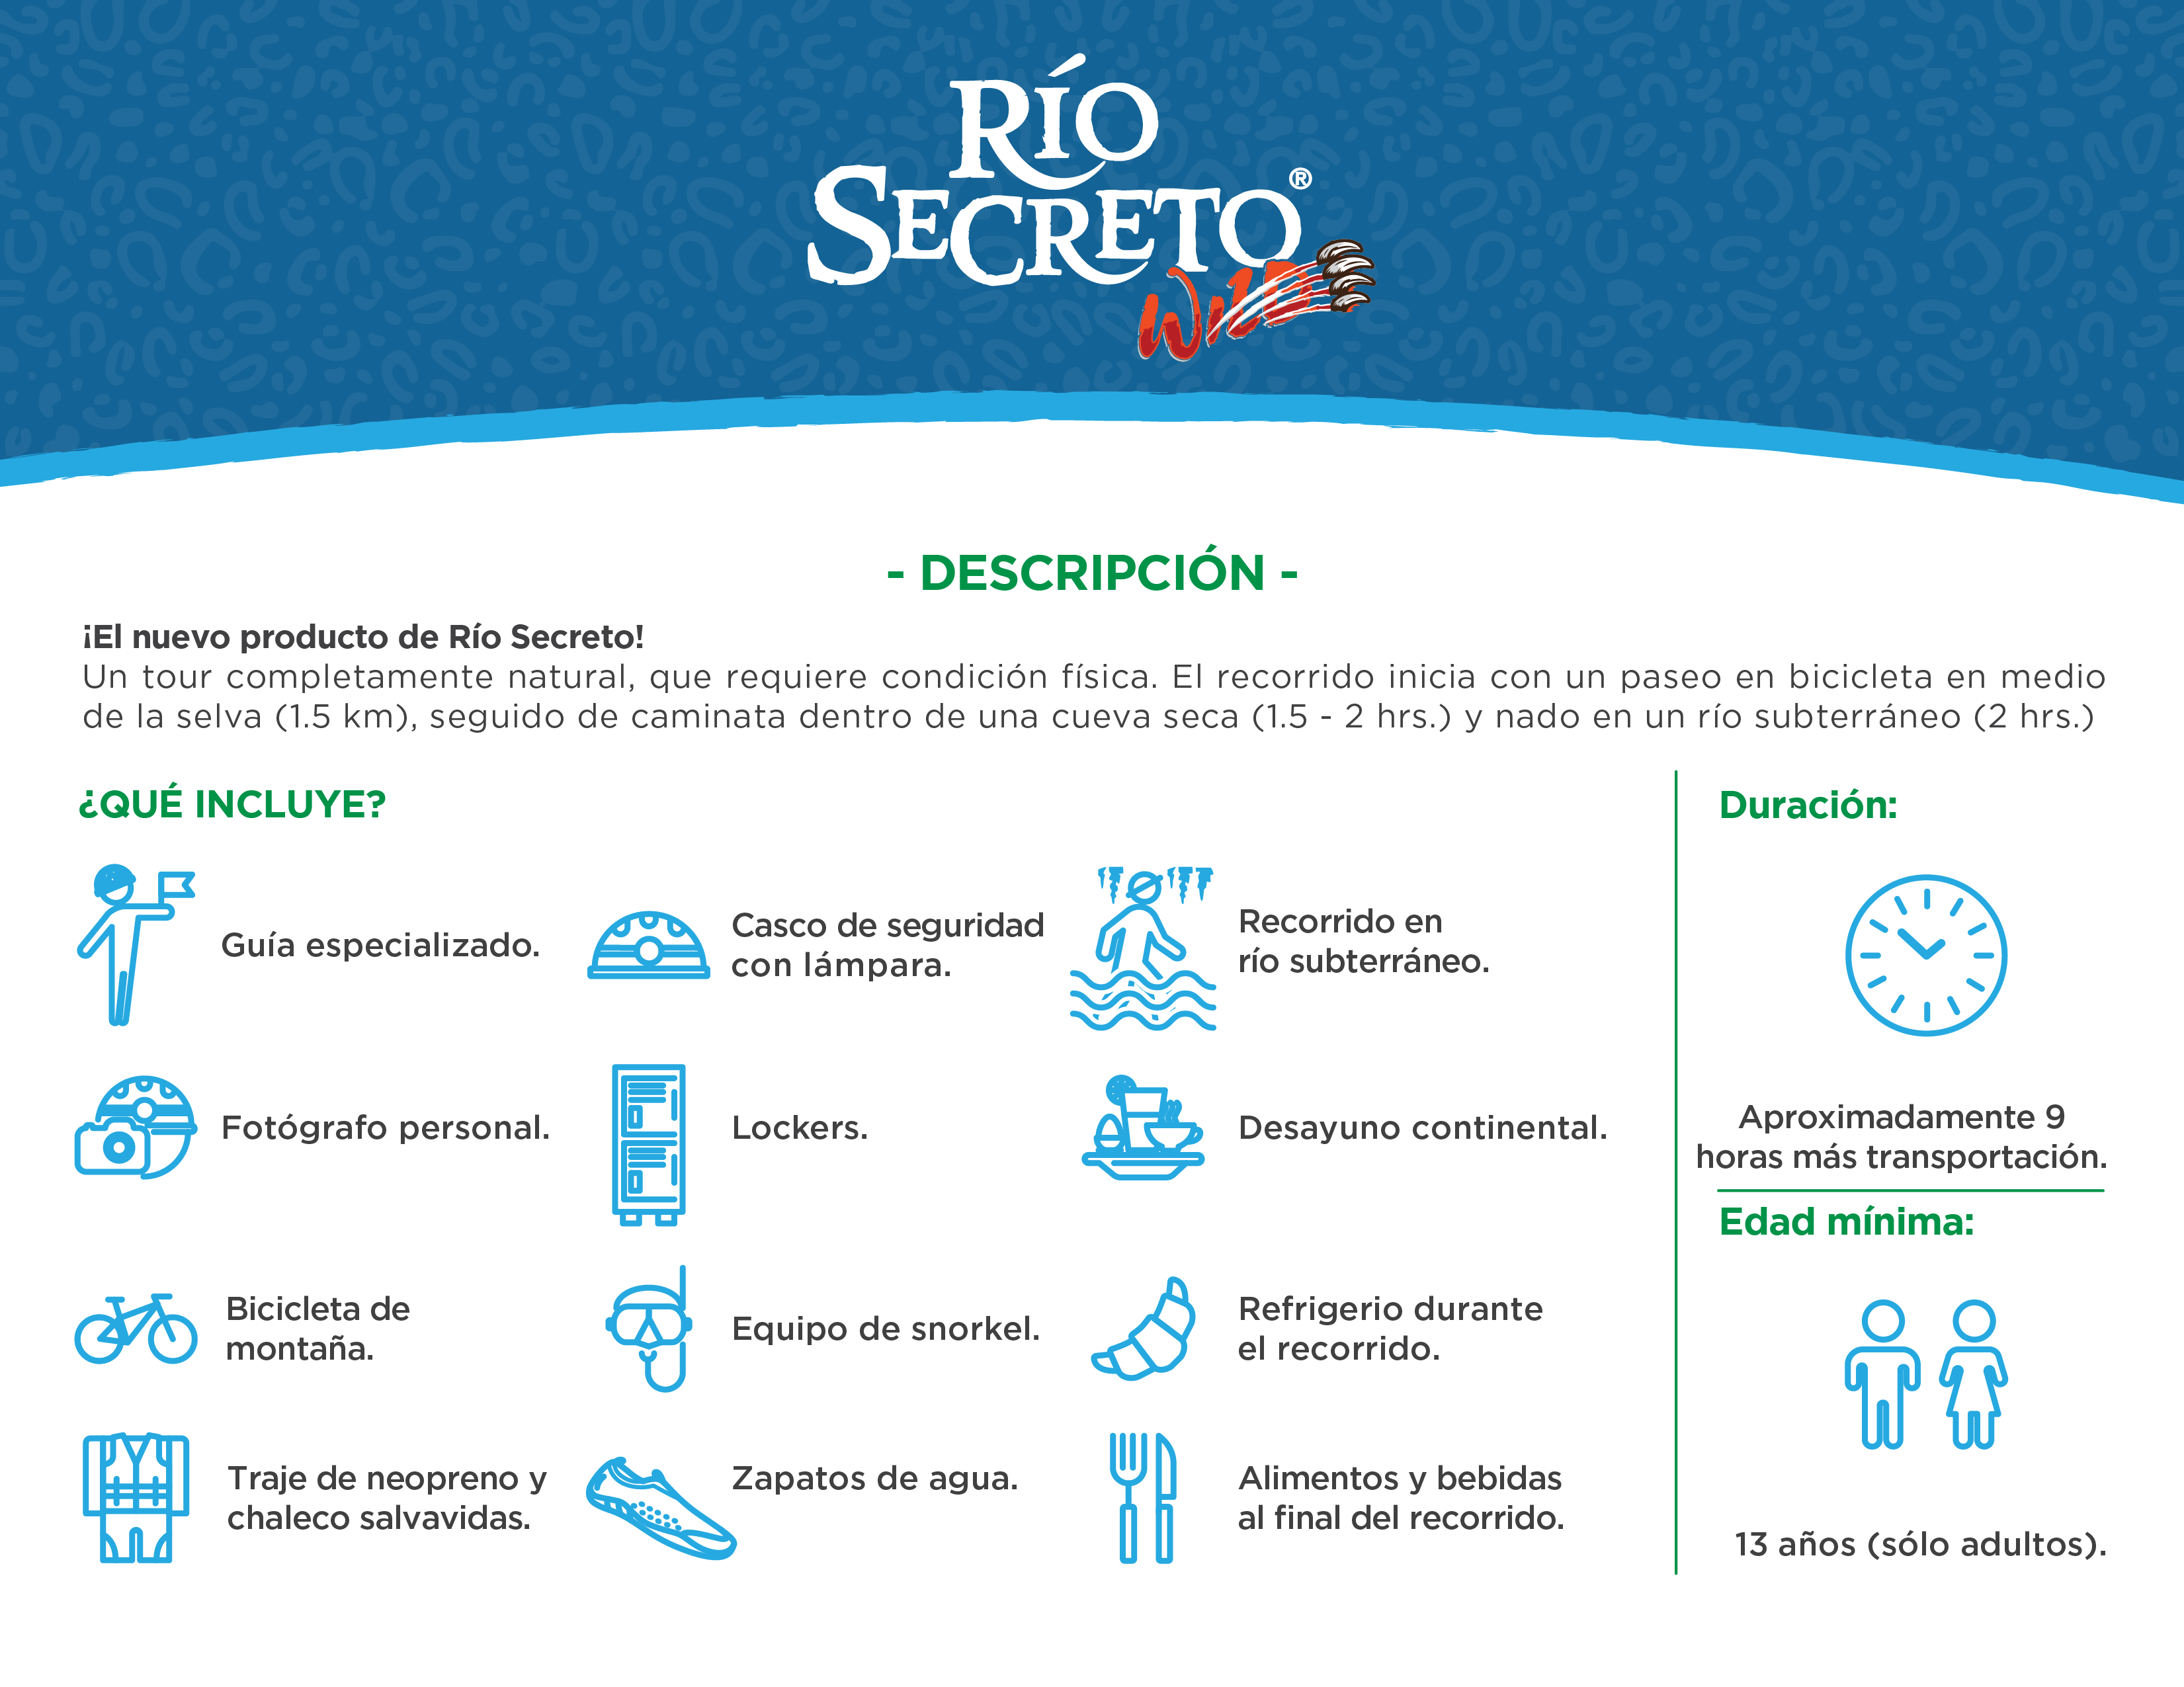 RÍO
SECRETO®
WILD
- DESCRIPCIÓN -
¡El nuevo producto de Río Secreto!
Un tour completamente natural, que requiere condición física. El recorrido inicia con un paseo en bicicleta en medio
de la selva (1.5 km), seguido de caminata dentro de una cueva seca (1.5 - 2 hrs.) y nado en un río subterráneo (2 hrs.)
¿QUÉ INCLUYE?
Guía especializado.
Casco de seguridad
con lámpara.
Recorrido en
río subterráneo.
Fotógrafo personal.
Lockers.
Desayuno continental.
Bicicleta de
montaña.
Equipo de snorkel.
Refrigerio durante
el recorrido.
Traje de neopreno y
chaleco salvavidas.
Zapatos de agua.
Alimentos y bebidas
al final del recorrido.
Duración:
Aproximadamente 9
horas más transportación.
Edad mínima:
13 años (sólo adultos).